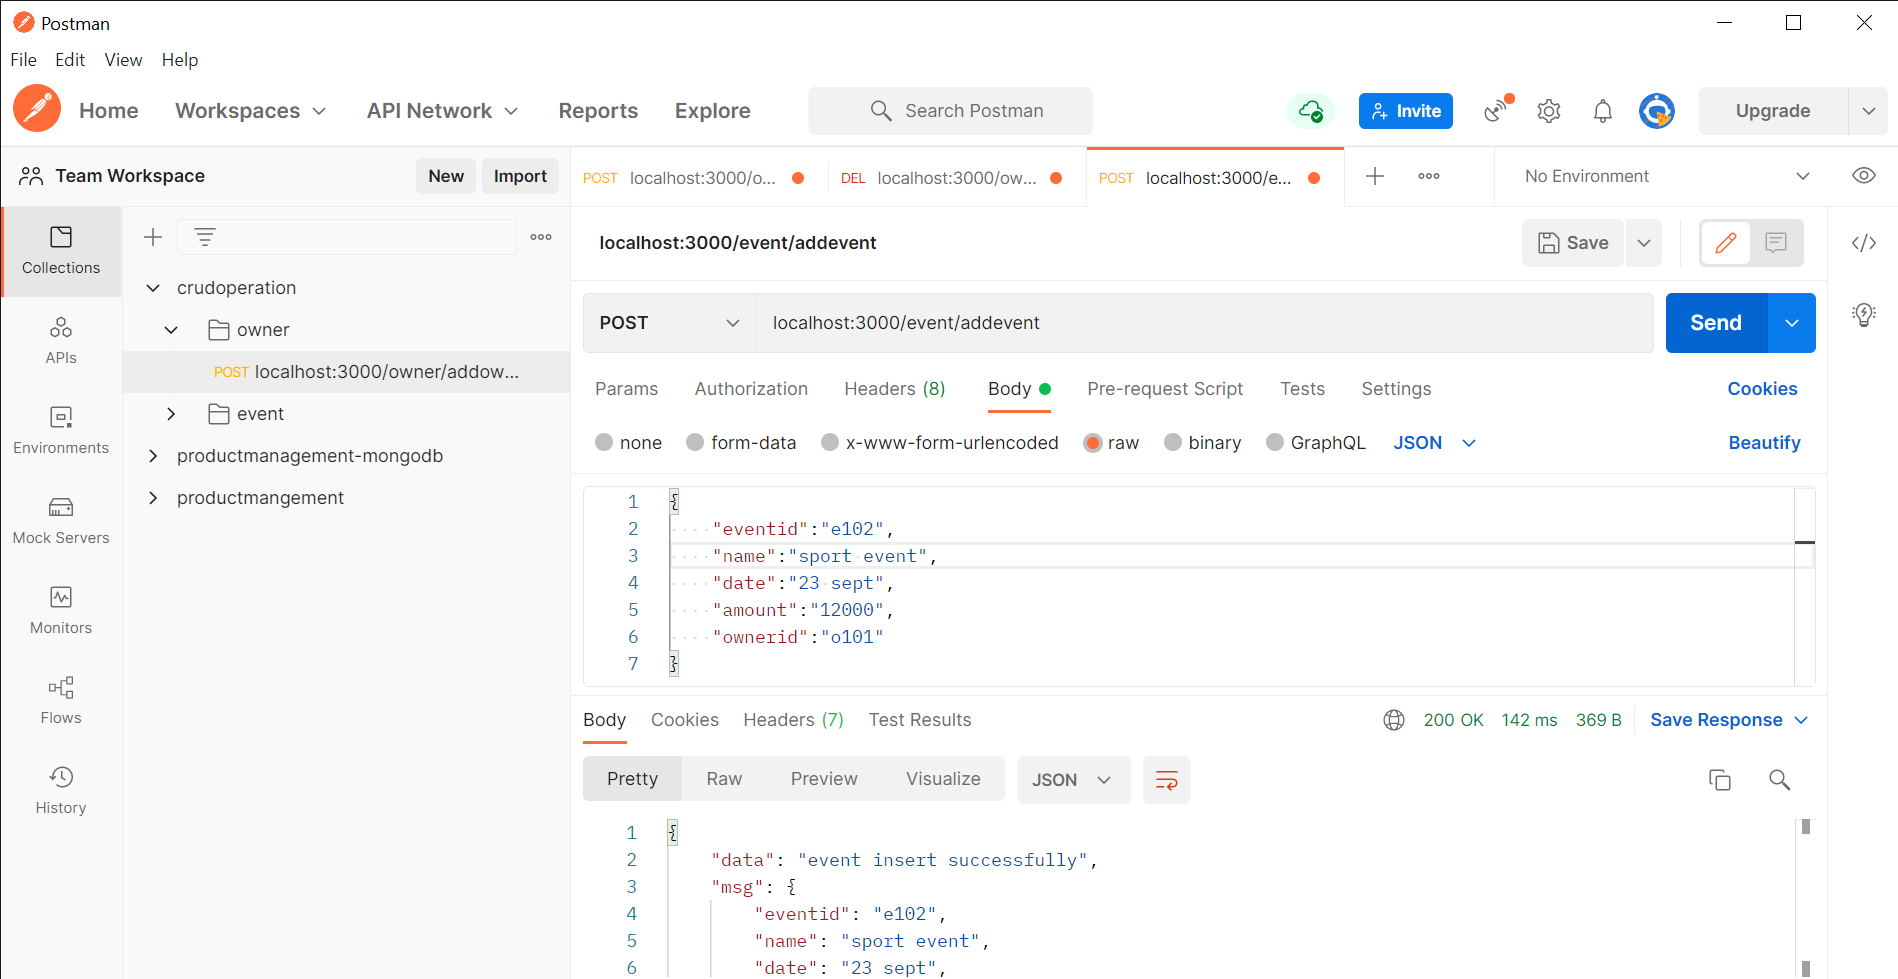 Postman
File Edit View Help
Home Workspaces API Network Reports Explore Search Postman Invite Upgrade
Team Workspace New Import
POST localhost:3000/o... DEL localhost:3000/ow... POST localhost:3000/e... No Environment
Collections
APIs
Environments
Mock Servers
Monitors
Flows
History
crudoperation
owner
POST localhost:3000/owner/addow...
event
productmanagement-mongodb
productmangement
localhost:3000/event/addevent Save
POST localhost:3000/event/addevent Send
Params Authorization Headers (8) Body Pre-request Script Tests Settings Cookies
none form-data x-www-form-urlencoded raw binary GraphQL JSON Beautify
1 {
2 "eventid":"e102",
3 "name":"sport event",
4 "date":"23 sept",
5 "amount":"12000",
6 "ownerid":"o101"
7 }
Body Cookies Headers (7) Test Results 200 OK 142 ms 369 B Save Response
Pretty Raw Preview Visualize JSON
1 {
2 "data": "event insert successfully",
3 "msg": {
4 "eventid": "e102",
5 "name": "sport event",
6 "date": "23 sept",